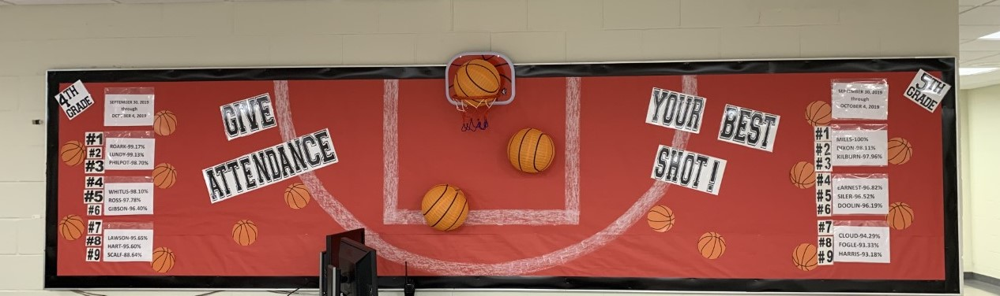 4TH
GRADE
SEPTEMBER 30, 2019
through
OCTOBER 4, 2019
#1 ROARK-99.17%
#2 LUNDY-99.13%
#3 PHILPOT-98.70%
#4 WHITUS-98.10%
#5 ROSS-97.78%
#6 GIBSON-96.40%
#7 LAWSON-95.65%
#8 HART-95.60%
#9 SCALF-88.64%
GIVE
ATTENDANCE
YOUR BEST
SHOT!
5TH
GRADE
SEPTEMBER 30, 2019
through
OCTOBER 4, 2019
#1 MILLS-100%
#2 DIXON-98.11%
#3 KILBURN-97.96%
#4 EARNEST-96.82%
#5 SILER-96.52%
#6 DOOLIN-96.19%
#7 CLOUD-94.29%
#8 FOGLE-93.33%
#9 HARRIS-93.18%